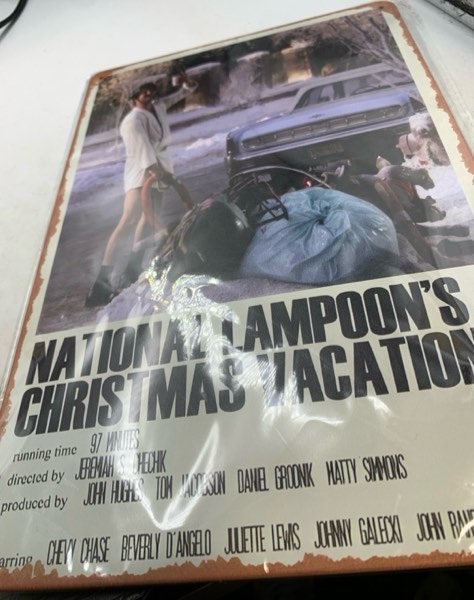 NATIONAL LAMPOON'S
CHRISTMAS VACATION
running time 97 MINUTES
directed by JEREMIAH S. CHECHIK
produced by JOHN HUGHES TOM JACOBSON DANIEL GRODNIK MATTY SIMMONS
CHEVY CHASE BEVERLY D'ANGELO JULIETTE LEWIS JOHNNY GALECKI JOHN